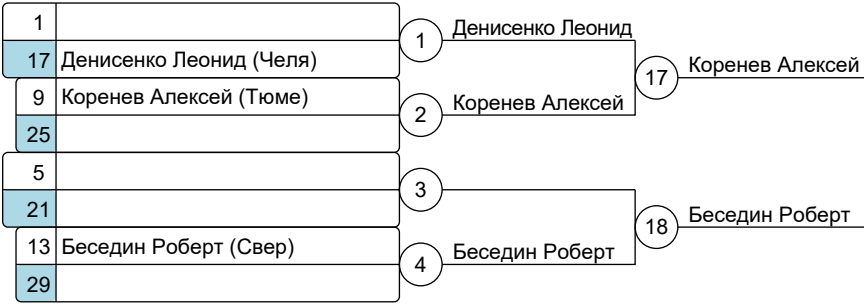 1
17 Денисенко Леонид (Челя)
9 Коренев Алексей (Тюме)
25
5
21
13 Беседин Роберт (Свер)
29
1
Денисенко Леонид
2
Коренев Алексей
3
4
Беседин Роберт
17
Коренев Алексей
18
Беседин Роберт